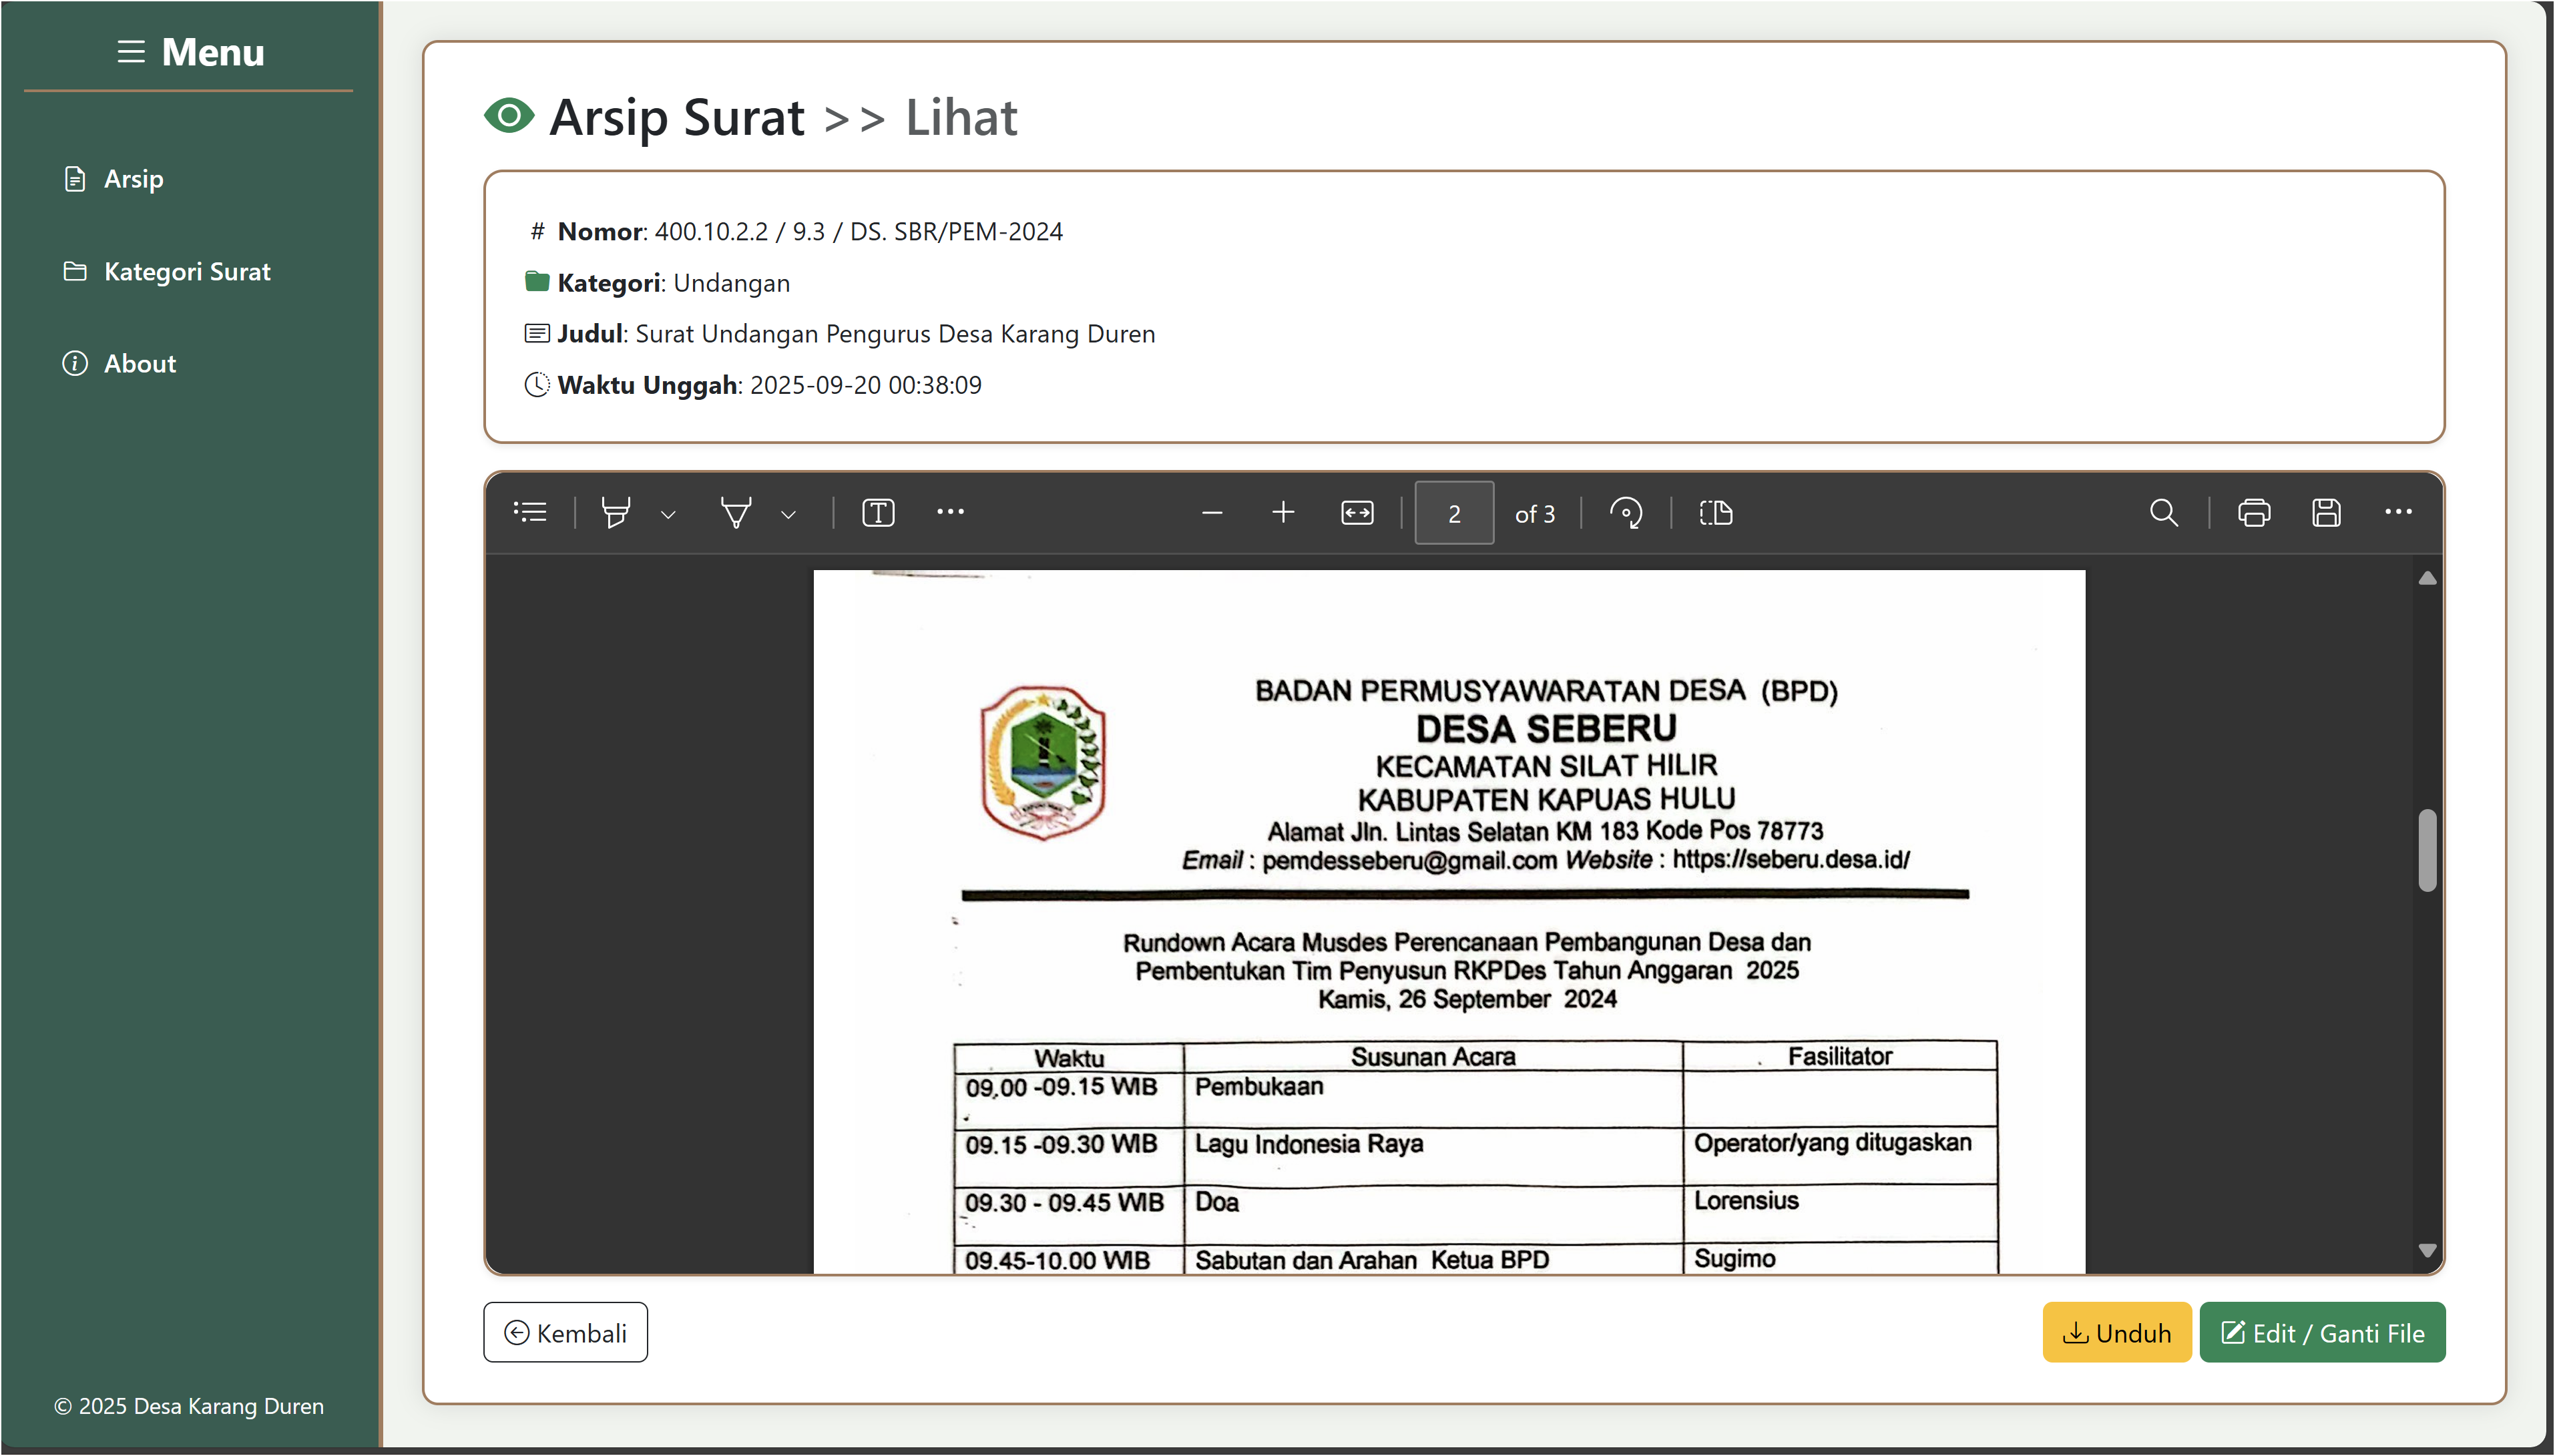 Menu
Arsip
Kategori Surat
About
© 2025 Desa Karang Duren
Arsip Surat >> Lihat
# Nomor: 400.10.2.2 / 9.3 / DS. SBR/PEM-2024
Kategori: Undangan
Judul: Surat Undangan Pengurus Desa Karang Duren
Waktu Unggah: 2025-09-20 00:38:09
2 of 3
BADAN PERMUSYAWARATAN DESA (BPD)
DESA SEBERU
KECAMATAN SILAT HILIR
KABUPATEN KAPUAS HULU
Alamat Jln. Lintas Selatan KM 183 Kode Pos 78773
Email : pemdesseberu@gmail.com Website : https://seberu.desa.id/
Rundown Acara Musdes Perencanaan Pembangunan Desa dan
Pembentukan Tim Penyusun RKPDes Tahun Anggaran 2025
Kamis, 26 September 2024
Waktu Susunan Acara Fasilitator
09.00 -09.15 WIB Pembukaan
09.15 -09.30 WIB Lagu Indonesia Raya Operator/yang ditugaskan
09.30 - 09.45 WIB Doa Lorensius
09.45-10.00 WIB Sabutan dan Arahan Ketua BPD Sugimo
Kembali
Unduh
Edit / Ganti File